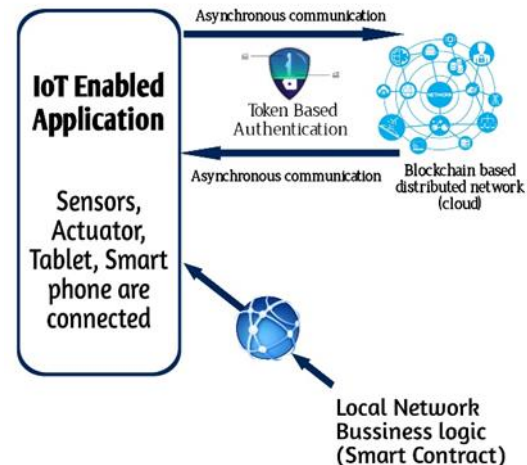 Asynchronous communication
IoT Enabled
Application
Token Based
Authentication
NETWORK
Asynchronous communication
Blockchain based
distributed network
(cloud)
Sensors,
Actuator,
Tablet, Smart
phone are
connected
Local Network
Bussiness logic
(Smart Contract)